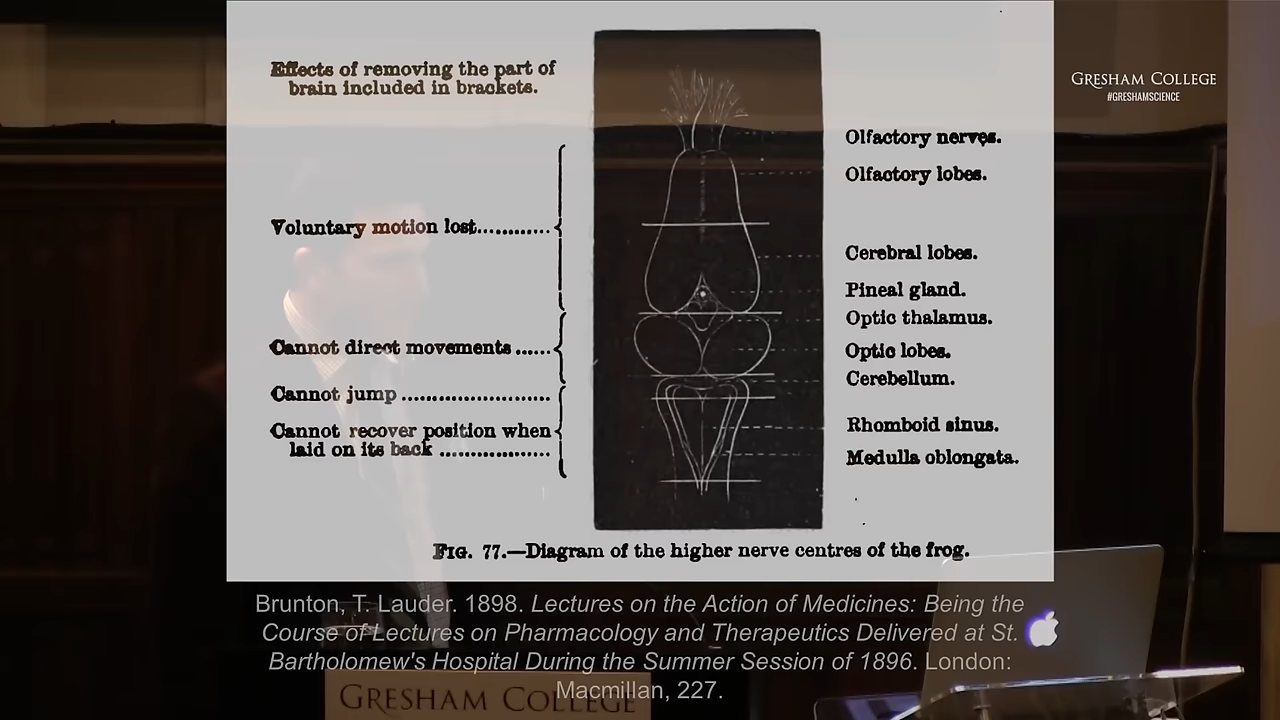 Effects of removing the part of
brain included in brackets.
GRESHAM COLLEGE
#GRESHAMSCIENCE
Olfactory nerves.
Olfactory lobes.
Voluntary motion lost............
Cerebral lobes.
Pineal gland.
Optic thalamus.
Cannot direct movements ......
Optic lobes.
Cerebellum.
Cannot jump .........................
Cannot recover position when
laid on its back ..................
Rhomboid sinus.
Medulla oblongata.
FIG. 77.—Diagram of the higher nerve centres of the frog.
Brunton, T. Lauder. 1898. Lectures on the Action of Medicines: Being the
Course of Lectures on Pharmacology and Therapeutics Delivered at St.
Bartholomew's Hospital During the Summer Session of 1896. London:
Macmillan, 227.
GRESHAM COLLEGE